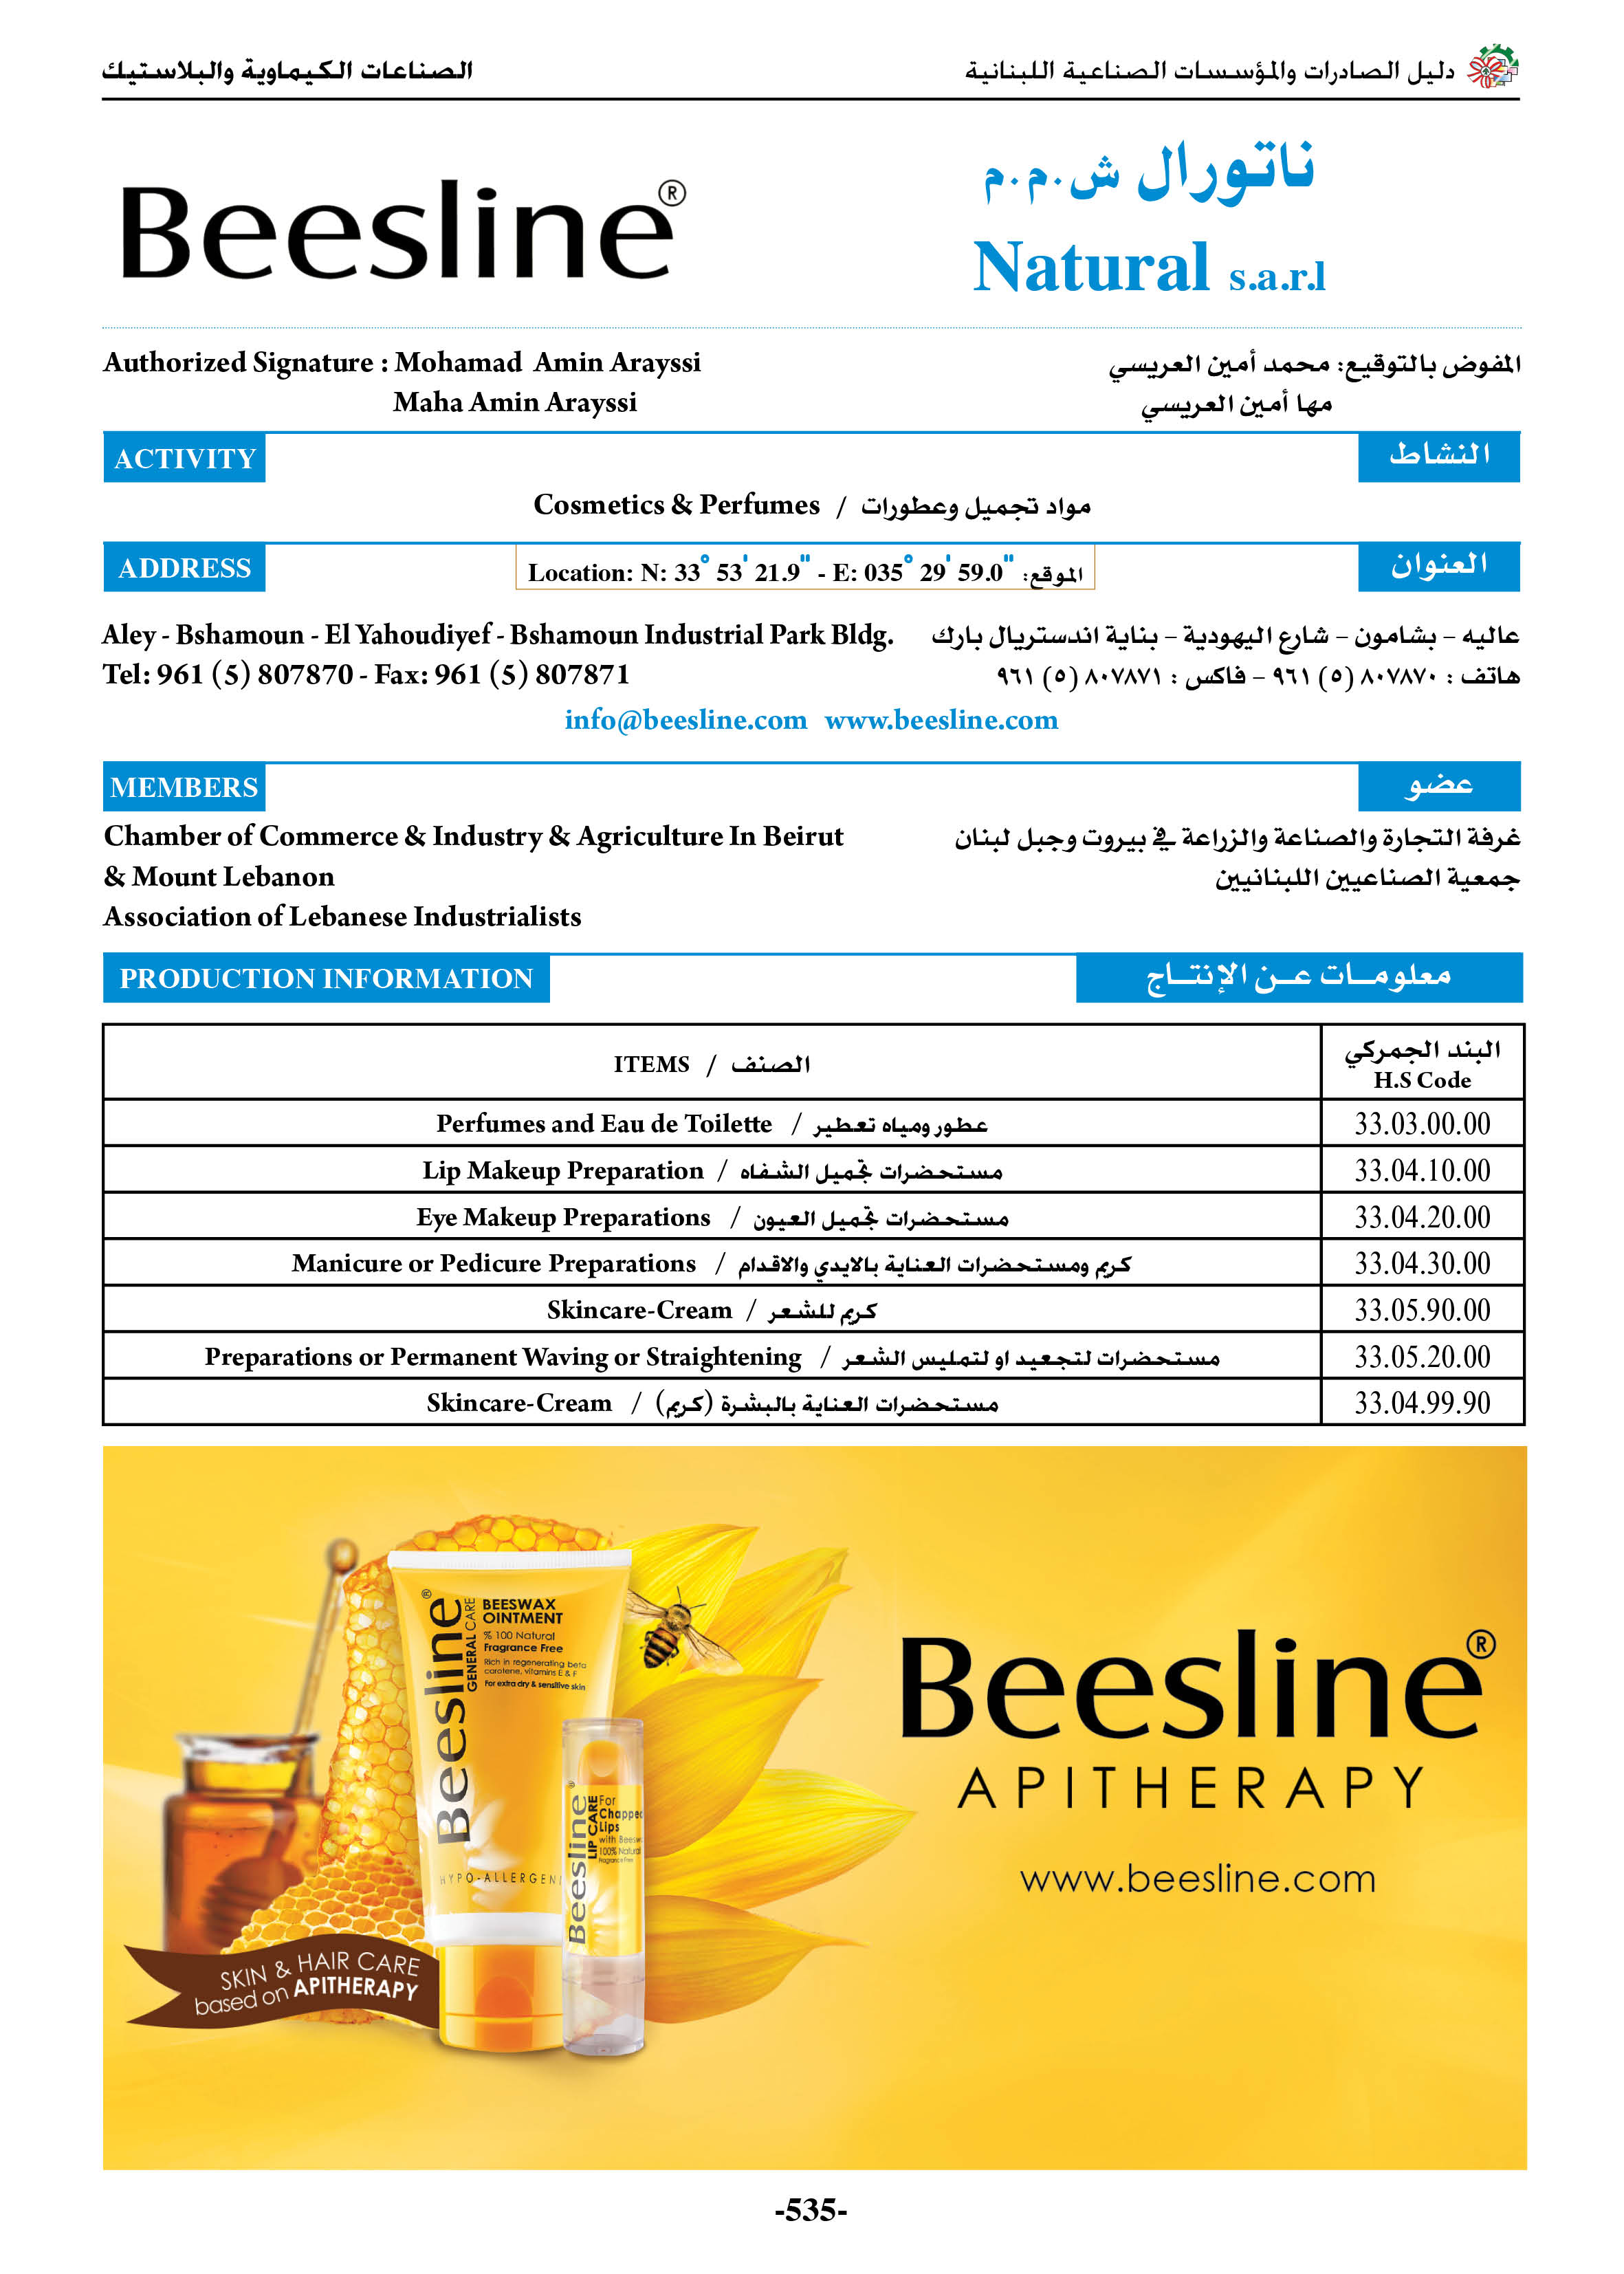 الصناعات الكيماوية والبلاستيك
دليل الصادرات والمؤسسات الصناعية اللبنانية
Beesline®
ناتورال ش.م.م
Natural s.a.r.l
Authorized Signature : Mohamad Amin Arayssi
المفوض بالتوقيع: محمد أمين العريسي
Maha Amin Arayssi
مها أمين العريسي
ACTIVITY
النشاط
Cosmetics & Perfumes / مواد تجميل وعطورات
ADDRESS
Location: N: 33° 53' 21.9" - E: 035° 29' 59.0" :الموقع
العنوان
Aley - Bshamoun - El Yahoudiyef - Bshamoun Industrial Park Bldg.
عاليه – بشامون – شارع اليهودية – بناية اندستريال بارك
Tel: 961 (5) 807870 - Fax: 961 (5) 807871
هاتف : ٨٠٧٨٧٠ (٥) ٩٦١ – فاكس : ٨٠٧٨٧١ (٥) ٩٦١
info@beesline.com www.beesline.com
MEMBERS
عضو
Chamber of Commerce & Industry & Agriculture In Beirut
& Mount Lebanon
Association of Lebanese Industrialists
غرفة التجارة والصناعة والزراعة في بيروت وجبل لبنان
جمعية الصناعيين اللبنانيين
PRODUCTION INFORMATION
معلومــات عــن الإنتــاج
ITEMS / الصنف
البند الجمركي
H.S Code
Perfumes and Eau de Toilette / عطور ومياه تعطير
33.03.00.00
Lip Makeup Preparation / مستحضرات تجميل الشفاه
33.04.10.00
Eye Makeup Preparations / مستحضرات تجميل العيون
33.04.20.00
Manicure or Pedicure Preparations / كريم ومستحضرات العناية بالايدي والاقدام
33.04.30.00
Skincare-Cream / كريم للشعر
33.05.90.00
Preparations or Permanent Waving or Straightening / مستحضرات لتجعيد او لتمليس الشعر
33.05.20.00
Skincare-Cream / مستحضرات العناية بالبشرة (كريم)
33.04.99.90
Beesline®
GENERAL CARE
BEESWAX
OINTMENT
% 100 Natural
Fragrance Free
Rich in regenerating beta
carotene, vitamins E & F
For extra dry & sensitive skin
HYPO-ALLERGEN
Beesline®
LIP CARE
For
Chapped
Lips
with Beesw
100% Natural
Fragrance Free
SKIN & HAIR CARE
based on APITHERAPY
Beesline®
APITHERAPY
www.beesline.com
-535-